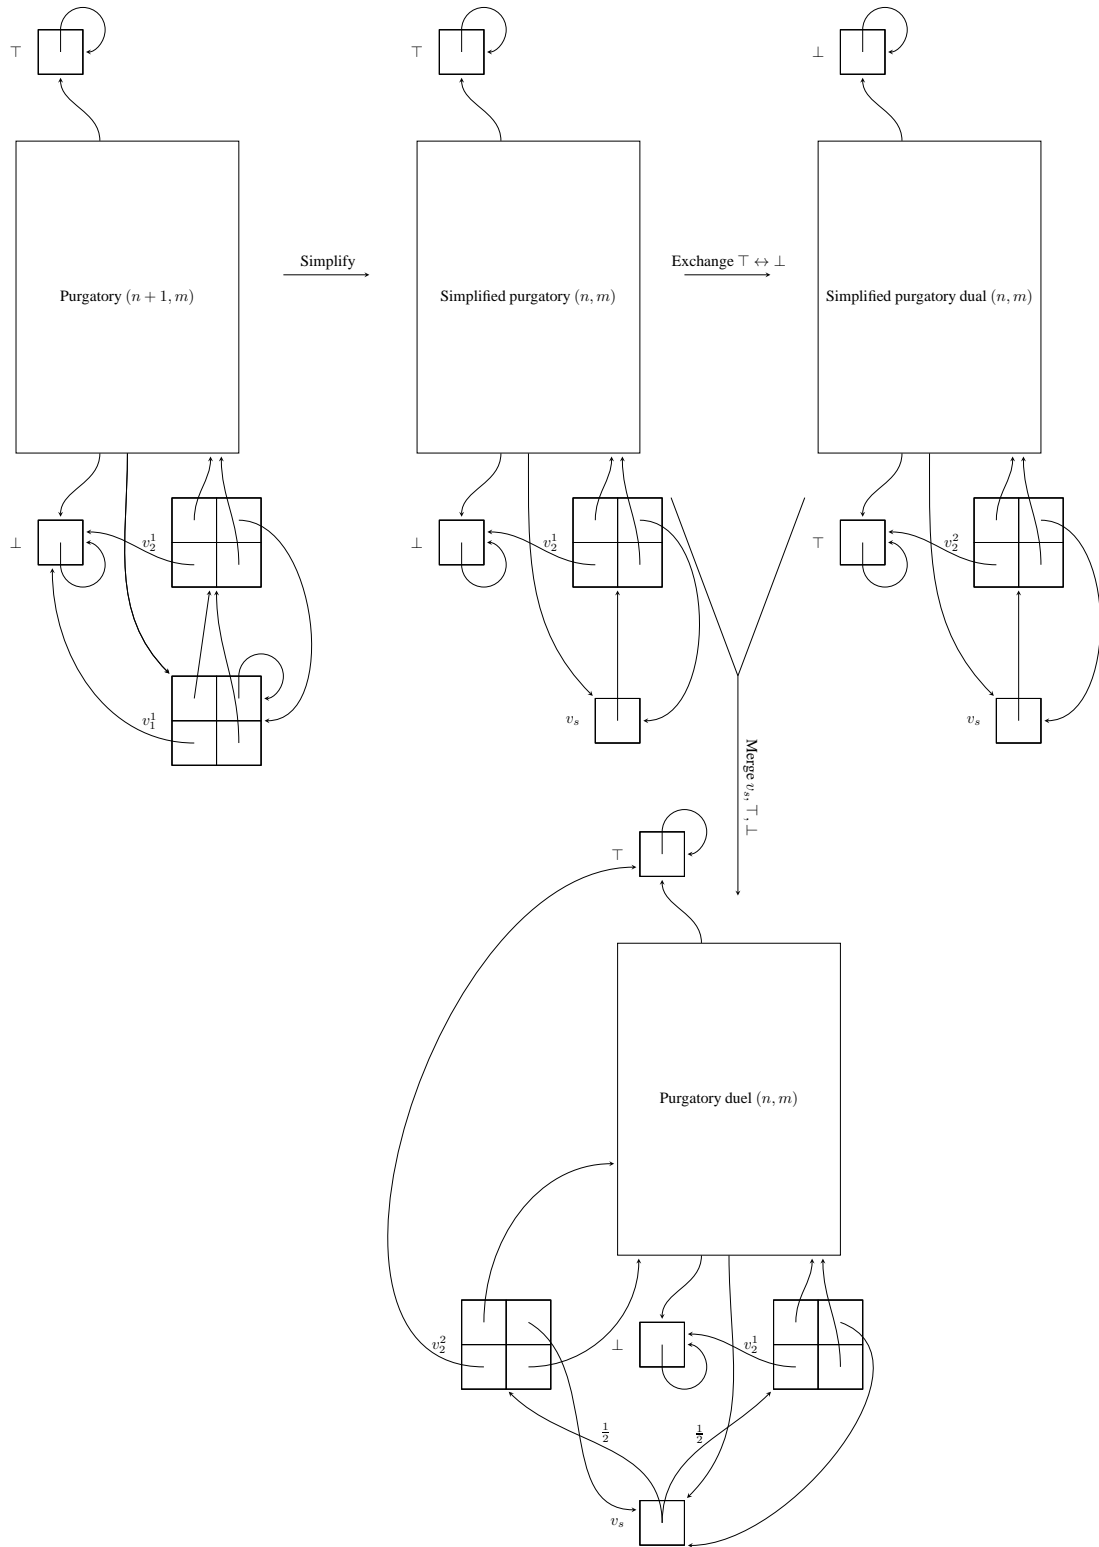 ⊤
⊤
⊥
Simplify
Exchange ⊤ ↔ ⊥
Purgatory (n + 1, m)
Simplified purgatory (n, m)
Simplified purgatory dual (n, m)
⊥
v_2^1
⊥
v_2^1
⊤
v_2^2
v_1^1
v_s
v_s
Merge v_s, ⊤, ⊥
⊤
Purgatory duel (n, m)
v_2^2
⊥
v_2^1
1/2
1/2
v_s